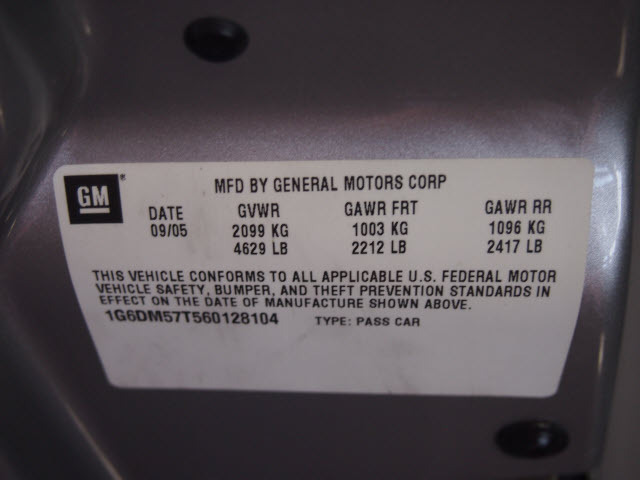 GM ®
MFD BY GENERAL MOTORS CORP
DATE GVWR GAWR FRT GAWR RR
09/05 2099 KG 1003 KG 1096 KG
4629 LB 2212 LB 2417 LB
THIS VEHICLE CONFORMS TO ALL APPLICABLE U.S. FEDERAL MOTOR
VEHICLE SAFETY, BUMPER, AND THEFT PREVENTION STANDARDS IN
EFFECT ON THE DATE OF MANUFACTURE SHOWN ABOVE.
1G6DM57T560128104 TYPE: PASS CAR